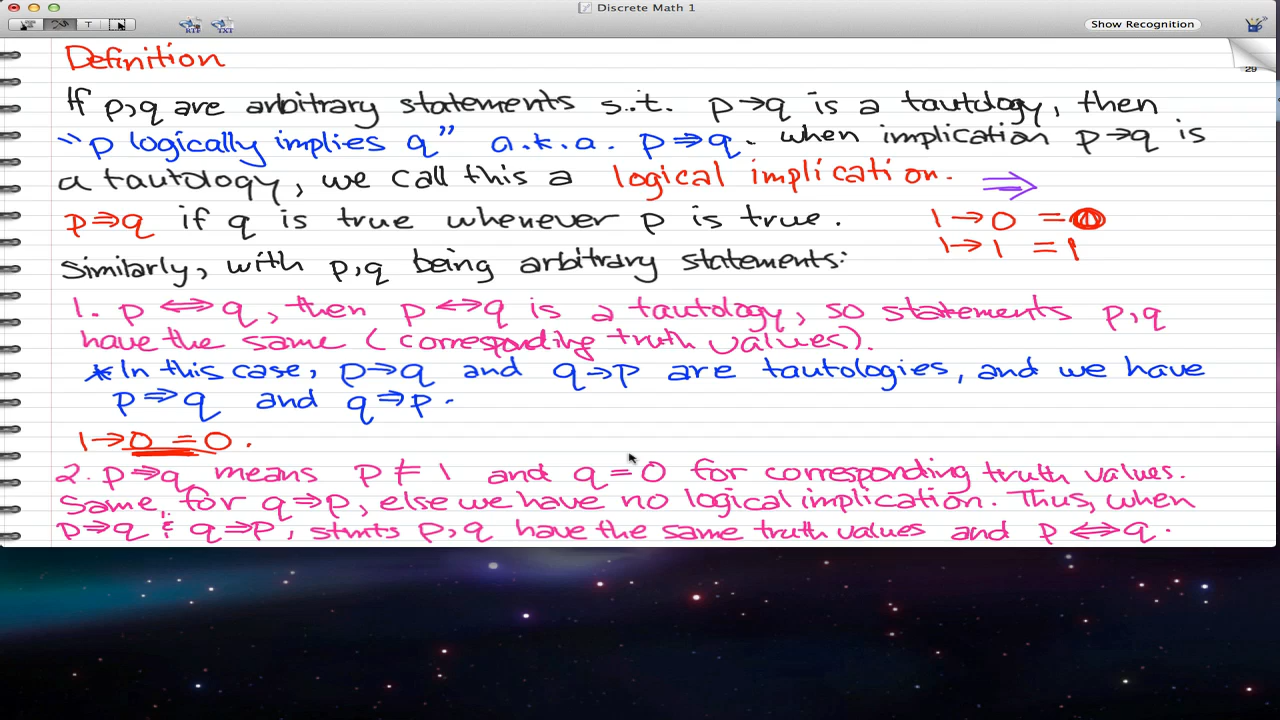 Discrete Math 1
T
RTF
TXT
Show Recognition
29
Definition
If p,q are arbitrary statements s.t. p→q is a tautology, then
"p logically implies q" a.k.a. p⇒q. when implication p→q is
a tautology, we call this a logical implication. ⇒
p⇒q if q is true whenever p is true. 1→0 =
1→1 =1
Similarly, with p,q being arbitrary statements:
1. p⇔q, then p↔q is a tautology, so statements p,q
have the same (corresponding truth values).
*In this case, p→q and q→p are tautologies, and we have
p⇒q and q⇒p.
1→0 =0.
2. p⇒q means p≠1 and q=0 for corresponding truth values.
Same, for q⇒p, else we have no logical implication. Thus, when
p⇒q & q⇒p, stmts p,q have the same truth values and p⇔q.